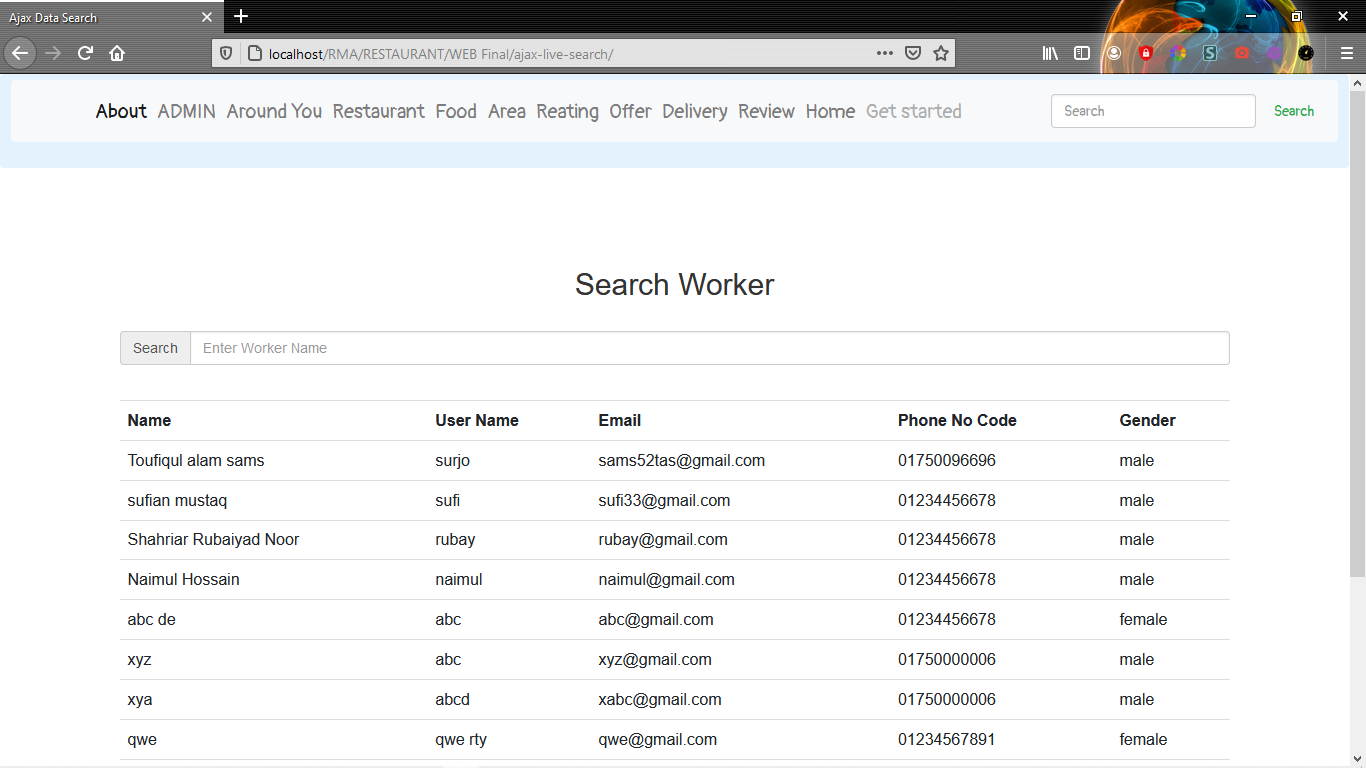 Ajax Data Search
localhost/RMA/RESTAURANT/WEB Final/ajax-live-search/
About ADMIN Around You Restaurant Food Area Reating Offer Delivery Review Home Get started Search Search
Search Worker
Search Enter Worker Name
Name User Name Email Phone No Code Gender
Toufiqul alam sams surjo sams52tas@gmail.com 01750096696 male
sufian mustaq sufi sufi33@gmail.com 01234456678 male
Shahriar Rubaiyad Noor rubay rubay@gmail.com 01234456678 male
Naimul Hossain naimul naimul@gmail.com 01234456678 male
abc de abc abc@gmail.com 01234456678 female
xyz abc xyz@gmail.com 01750000006 male
xya abcd xabc@gmail.com 01750000006 male
qwe qwe rty qwe@gmail.com 01234567891 female